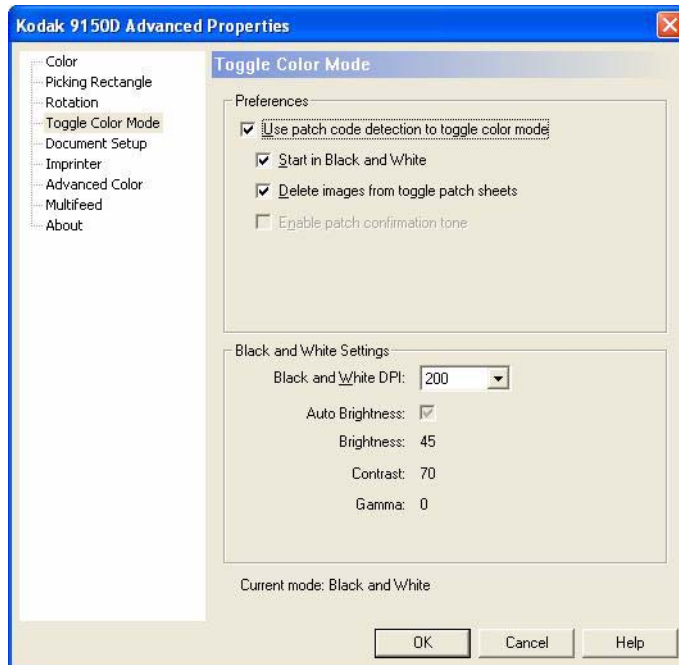 Kodak 9150D Advanced Properties
Color
Picking Rectangle
Rotation
Toggle Color Mode
Document Setup
Imprinter
Advanced Color
Multifeed
About
Toggle Color Mode
Preferences
Use patch code detection to toggle color mode
Start in Black and White
Delete images from toggle patch sheets
Enable patch confirmation tone
Black and White Settings
Black and White DPI: 200
Auto Brightness:
Brightness: 45
Contrast: 70
Gamma: 0
Current mode: Black and White
OK Cancel Help